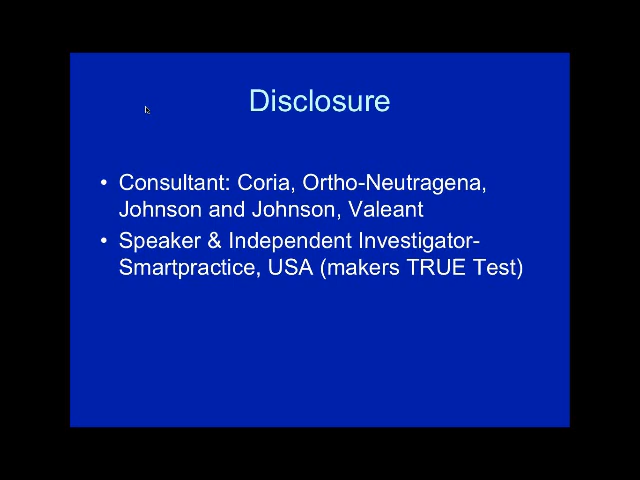 Disclosure
• Consultant: Coria, Ortho-Neutragena,
Johnson and Johnson, Valeant
• Speaker & Independent Investigator-
Smartpractice, USA (makers TRUE Test)